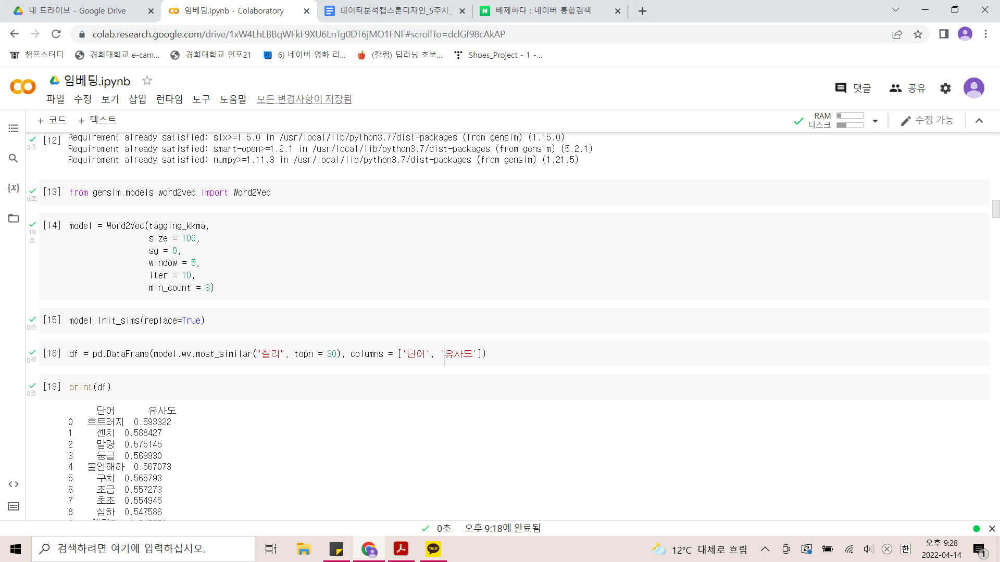 내 드라이브 - Google Drive
임베딩.ipynb - Colaboratory
데이터분석캡스톤디자인_5주차_
배제하다 : 네이버 통합검색
colab.research.google.com/drive/1xW4LhLBBqWFkF9XU6LnTg0DT6jMO1FNF#scrollTo=dclGf98cAkAP
챔프스터디
경희대학교 e-cam...
경희대학교 인포21
6) 네이버 영화 리...
(칼럼) 딥러닝 초보...
Shoes_Project - 1 -...
임베딩.ipynb
댓글
공유
파일 수정 보기 삽입 런타임 도구 도움말 모든 변경사항이 저장됨
+ 코드 + 텍스트
RAM
디스크
수정 가능
[12] Requirement already satisfied: six>=1.5.0 in /usr/local/lib/python3.7/dist-packages (from gensim) (1.15.0)
3초
Requirement already satisfied: smart-open>=1.2.1 in /usr/local/lib/python3.7/dist-packages (from gensim) (5.2.1)
Requirement already satisfied: numpy>=1.11.3 in /usr/local/lib/python3.7/dist-packages (from gensim) (1.21.5)
{x}
[13] from gensim.models.word2vec import Word2Vec
0초
[14] model = Word2Vec(tagging_kkma,
19
초
size = 100,
sg = 0,
window = 5,
iter = 10,
min_count = 3)
[15] model.init_sims(replace=True)
0초
[18] df = pd.DataFrame(model.wv.most_similar("질리", topn = 30), columns = ['단어', '유사도'])
0초
[19] print(df)
0초
단어 유사도
0 흐트러지 0.593322
1 센치 0.588427
2 말랑 0.575145
3 둥글 0.569930
4 불안해하 0.567073
5 구차 0.565793
6 조급 0.557273
7 초조 0.554945
8 심하 0.547586
0초 오후 9:18에 완료됨
검색하려면 여기에 입력하십시오.
TALK
12°C 대체로 흐림
한
오후 9:28
2022-04-14
1